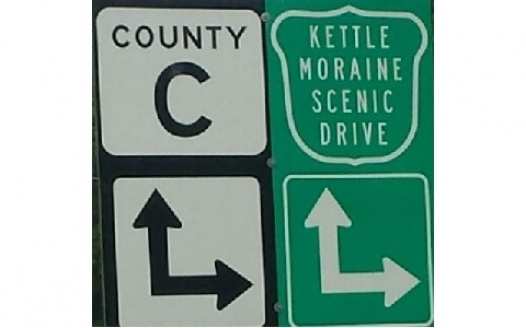 COUNTY
C
KETTLE
MORAINE
SCENIC
DRIVE